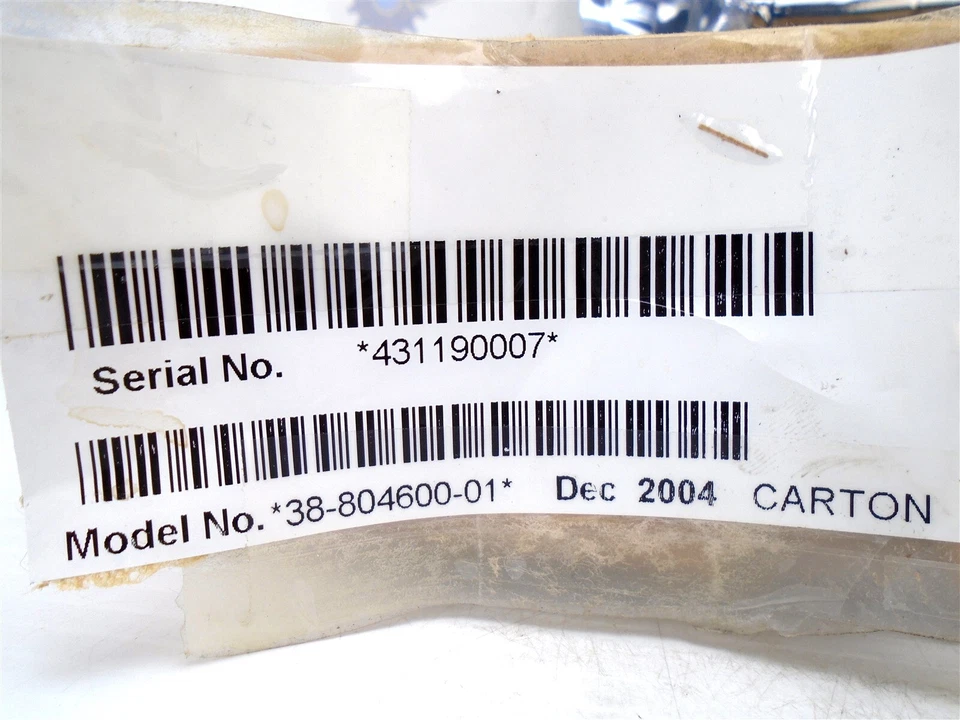 Serial No. *431190007*
Model No. *38-804600-01* Dec 2004 CARTON